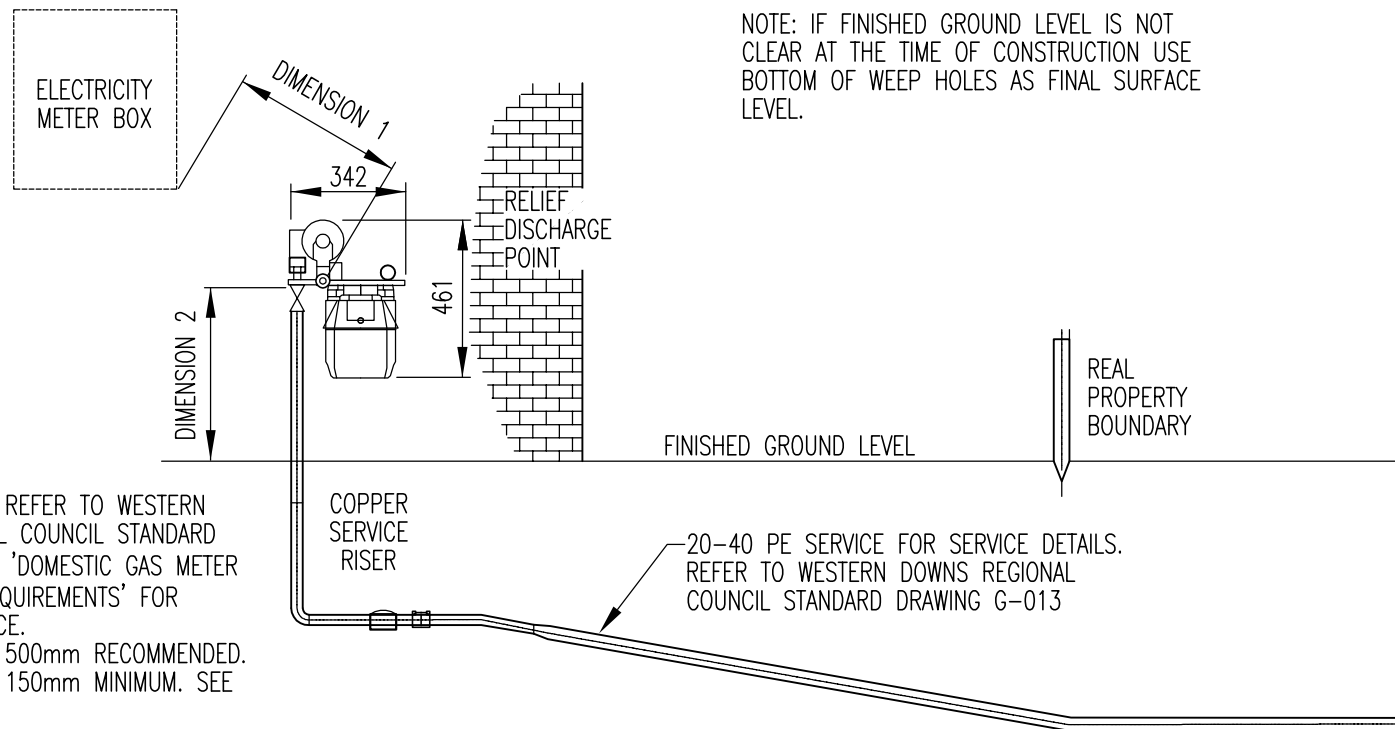 ELECTRICITY
METER BOX
DIMENSION 1
NOTE: IF FINISHED GROUND LEVEL IS NOT
CLEAR AT THE TIME OF CONSTRUCTION USE
BOTTOM OF WEEP HOLES AS FINAL SURFACE
LEVEL.
342
RELIEF
DISCHARGE
POINT
461
DIMENSION 2
REAL
PROPERTY
BOUNDARY
FINISHED GROUND LEVEL
REFER TO WESTERN
COUNCIL STANDARD
'DOMESTIC GAS METER
QUIREMENTS' FOR
CE.
500mm RECOMMENDED.
150mm MINIMUM. SEE
COPPER
SERVICE
RISER
20-40 PE SERVICE FOR SERVICE DETAILS.
REFER TO WESTERN DOWNS REGIONAL
COUNCIL STANDARD DRAWING G-013